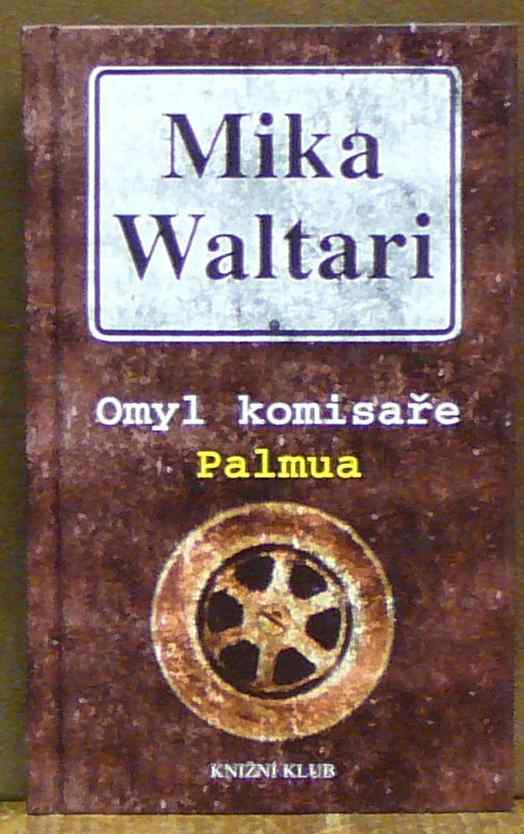 Mika
Waltari
Omyl komisaře
Palmua
KNIŽNÍ KLUB